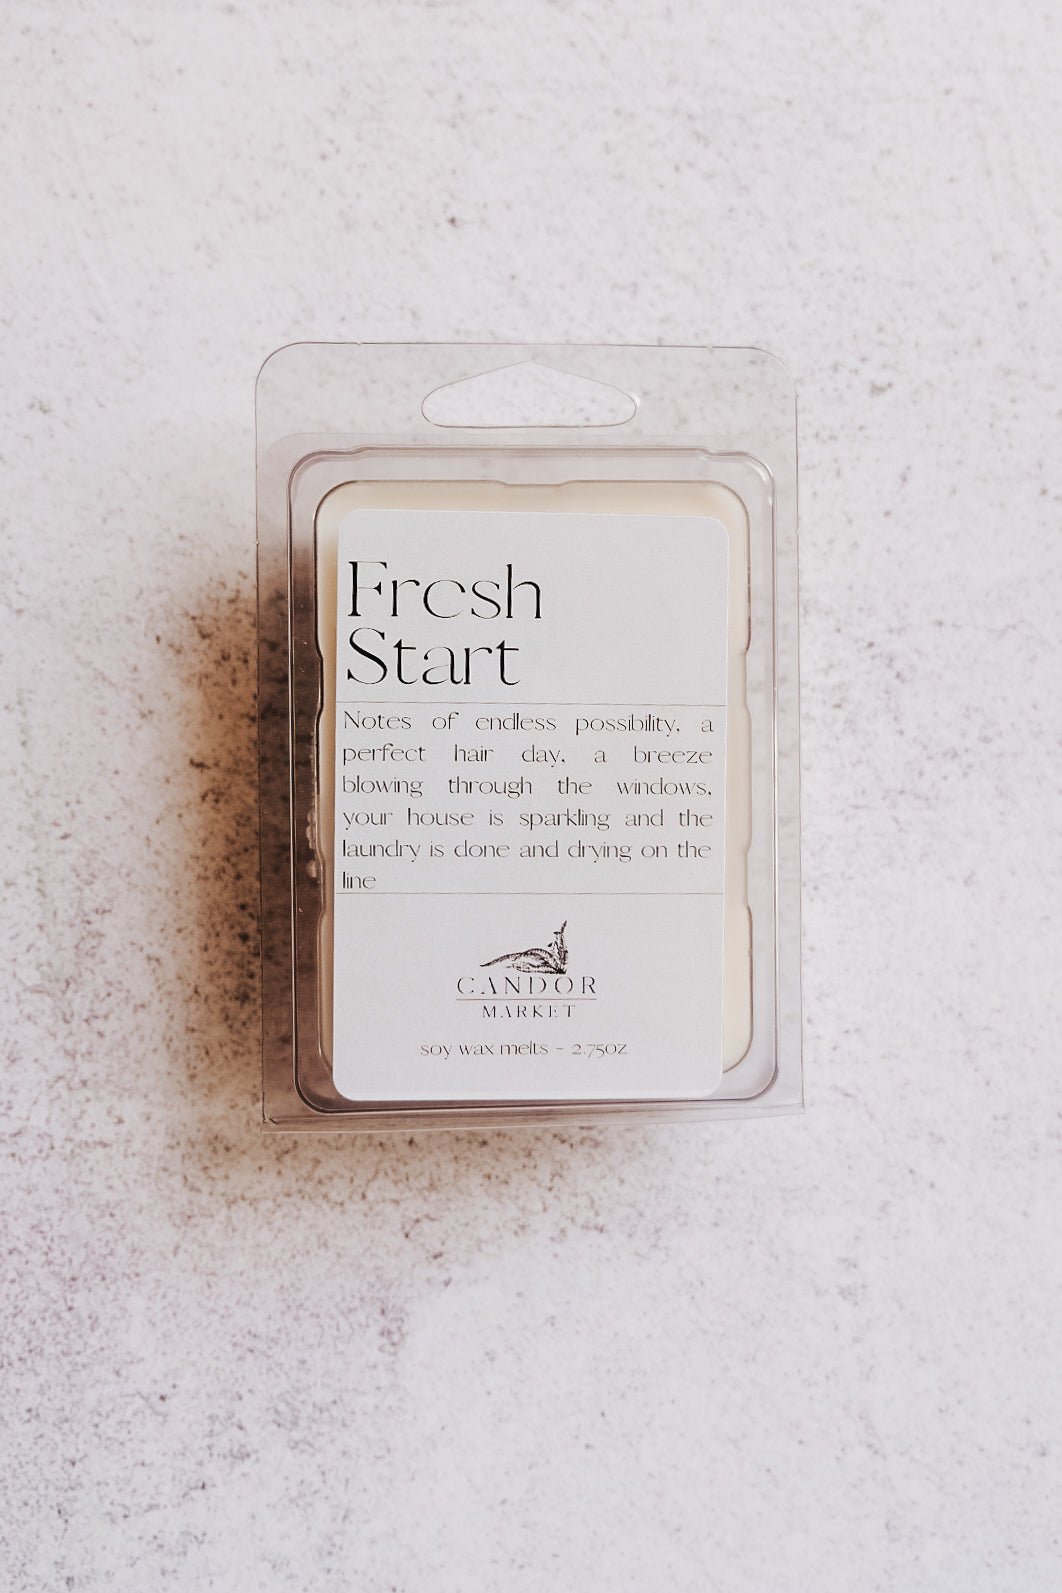 Fresh
Start
Notes of endless possibility, a
perfect hair day, a breeze
blowing through the windows,
your house is sparkling and the
laundry is done and drying on the
line
CANDOR
MARKET
soy wax melts - 2.75oz